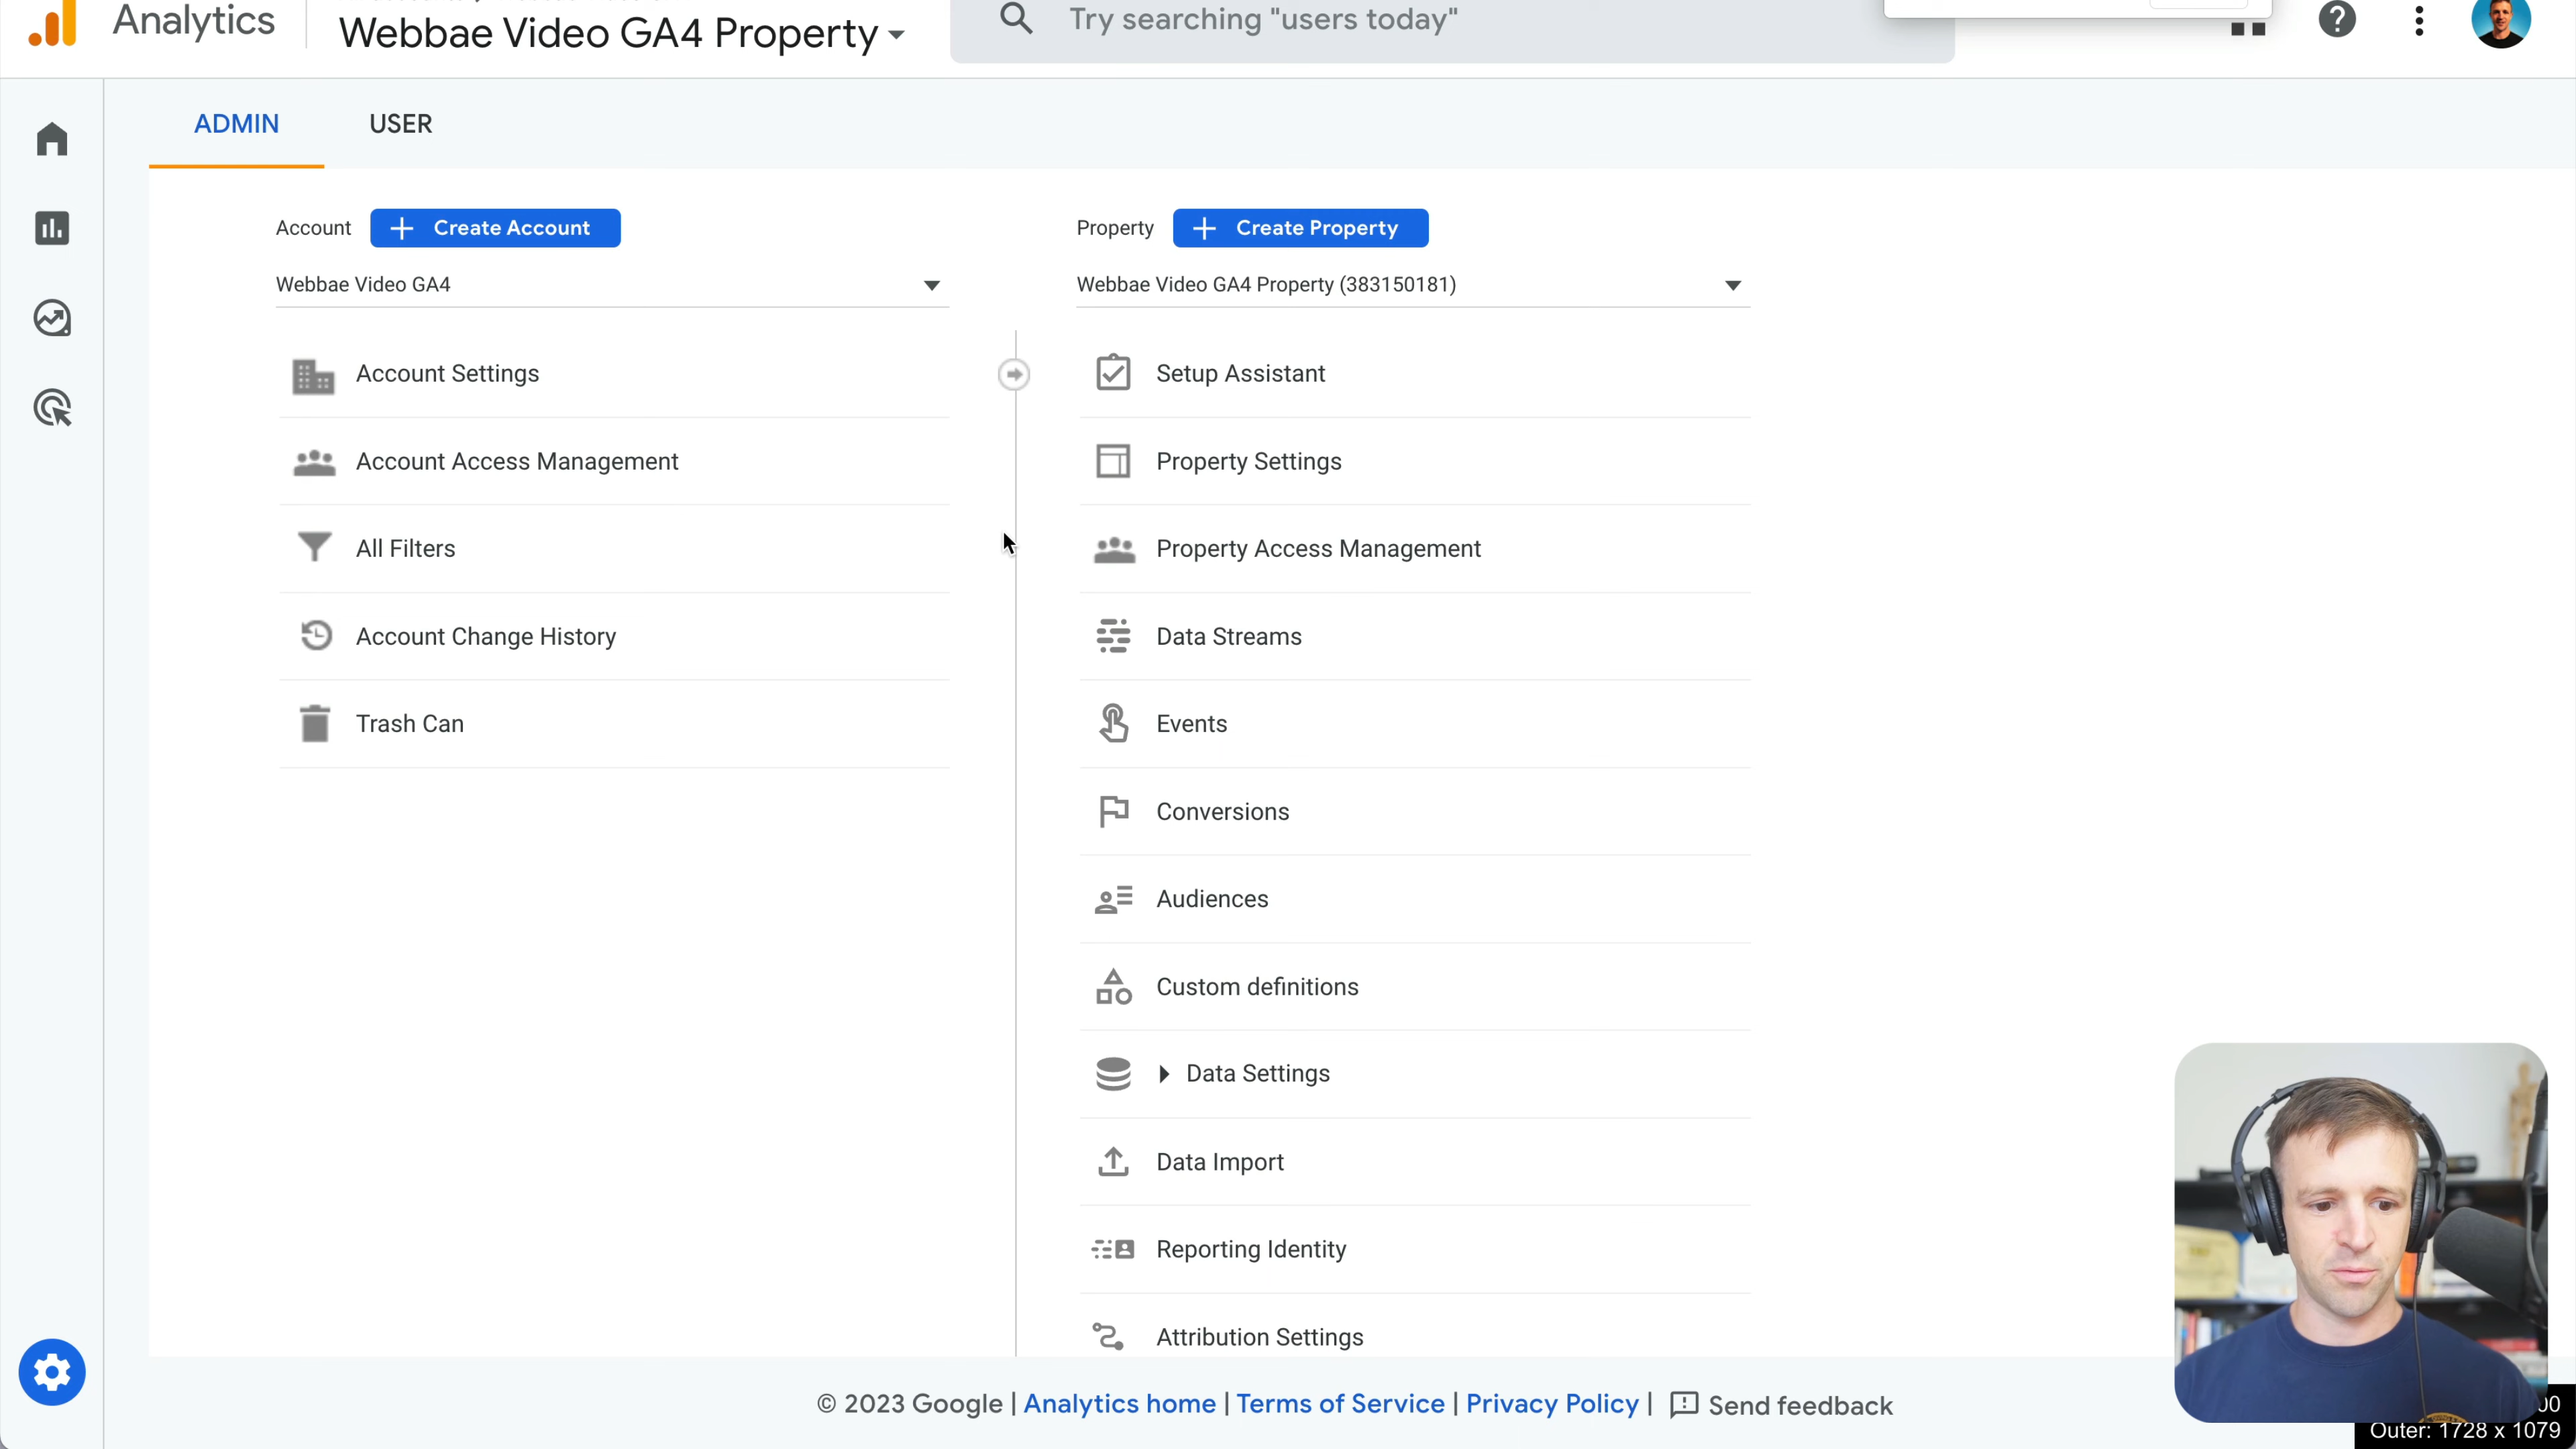 Analytics
Webbae Video GA4 Property
Try searching "users today"
ADMIN
USER
Account
Create Account
Property
Create Property
Webbae Video GA4
Webbae Video GA4 Property (383150181)
Account Settings
Account Access Management
All Filters
Account Change History
Trash Can
Setup Assistant
Property Settings
Property Access Management
Data Streams
Events
Conversions
Audiences
Custom definitions
Data Settings
Data Import
Reporting Identity
Attribution Settings
© 2023 Google | Analytics home | Terms of Service | Privacy Policy | Send feedback
00
Outer: 1728 x 1079